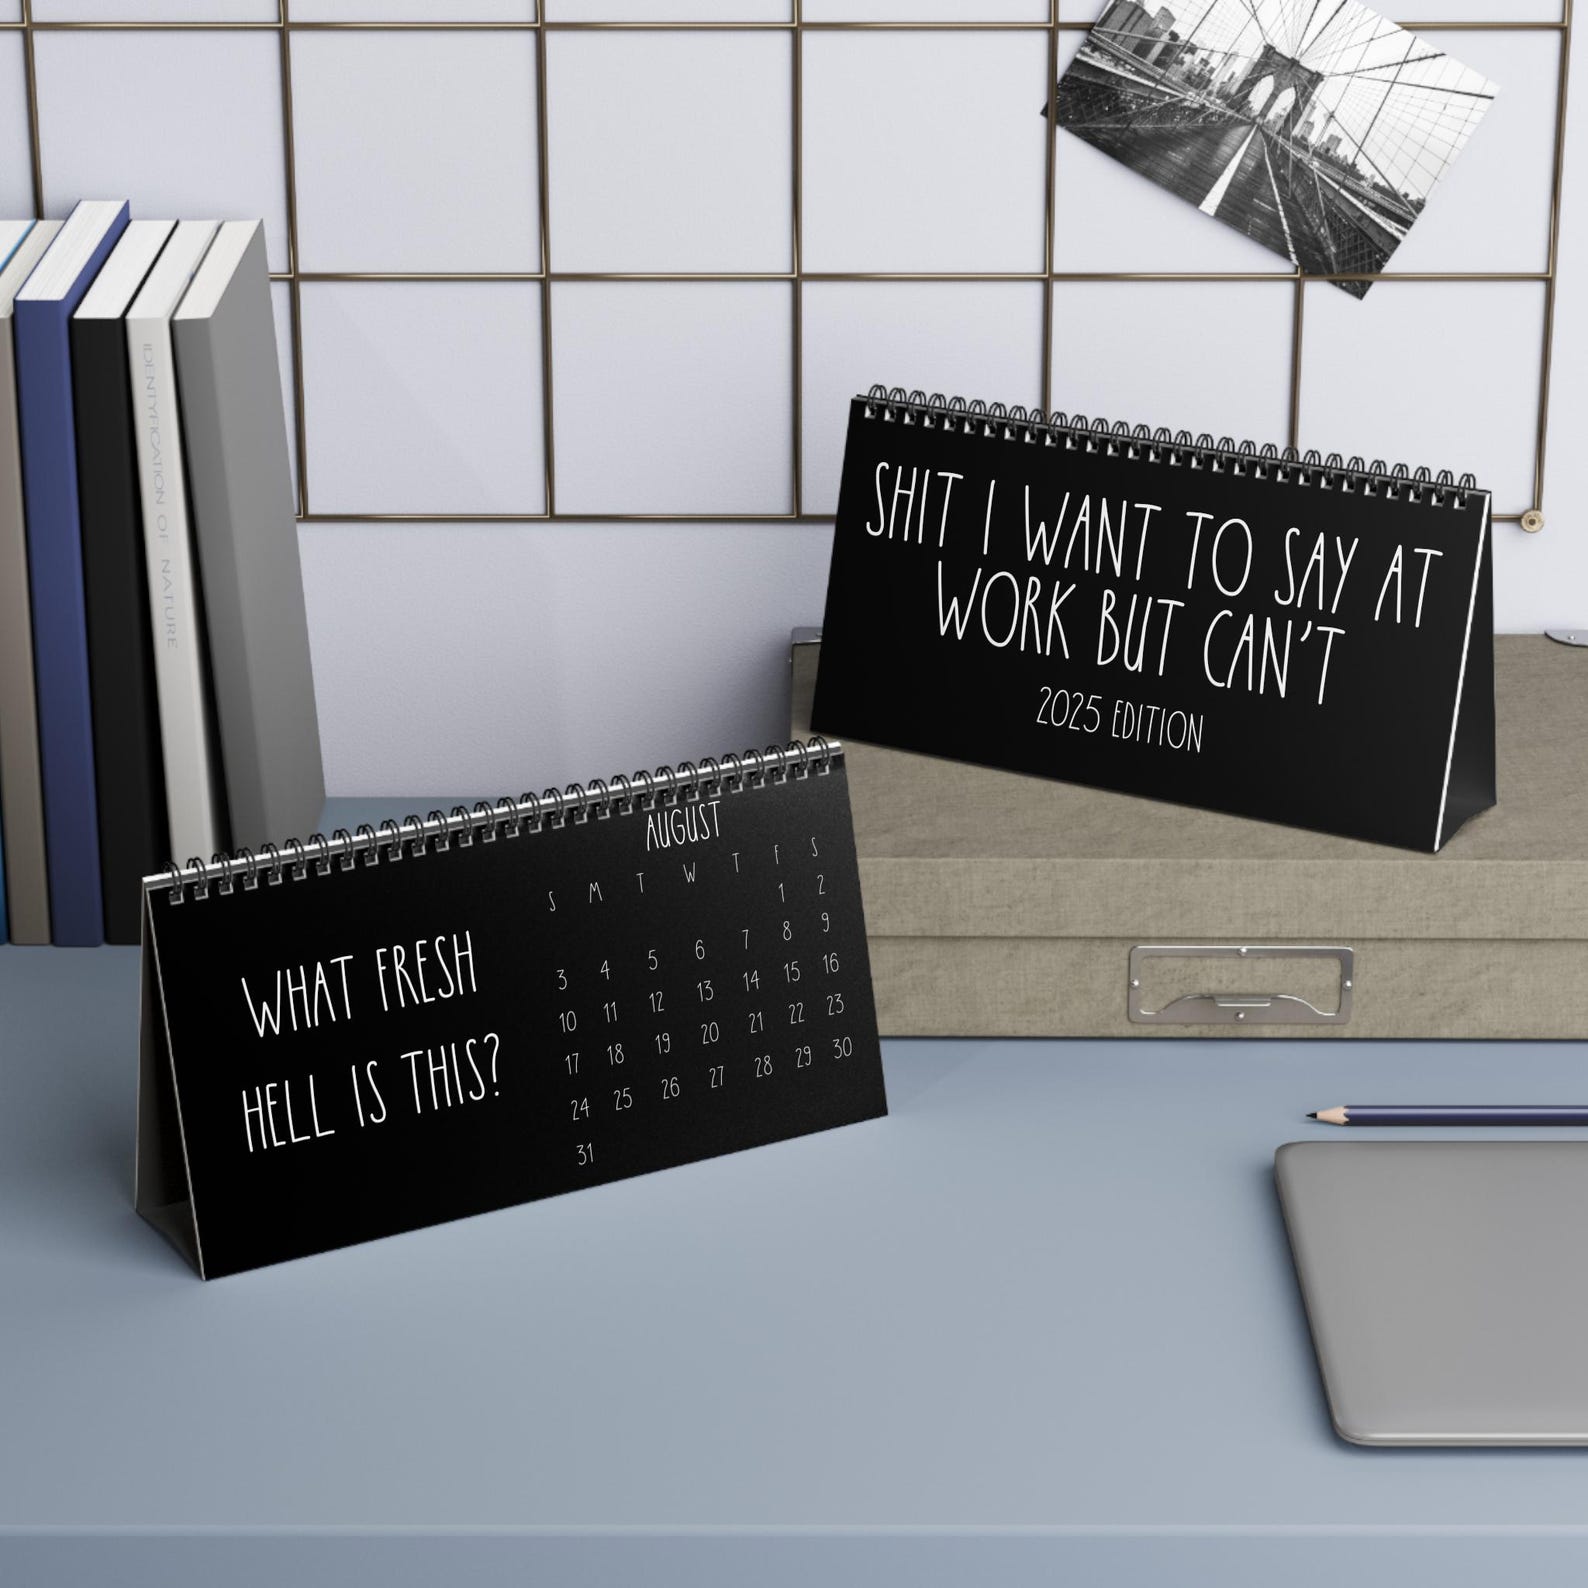 IDENTYFICATION OF NATURE
SHIT I WANT TO SAY AT
WORK BUT CAN'T
2025 EDITION
WHAT FRESH
HELL IS THIS?
AUGUST
S M T W T F S
1 2
3 4 5 6 7 8 9
10 11 12 13 14 15 16
17 18 19 20 21 22 23
24 25 26 27 28 29 30
31